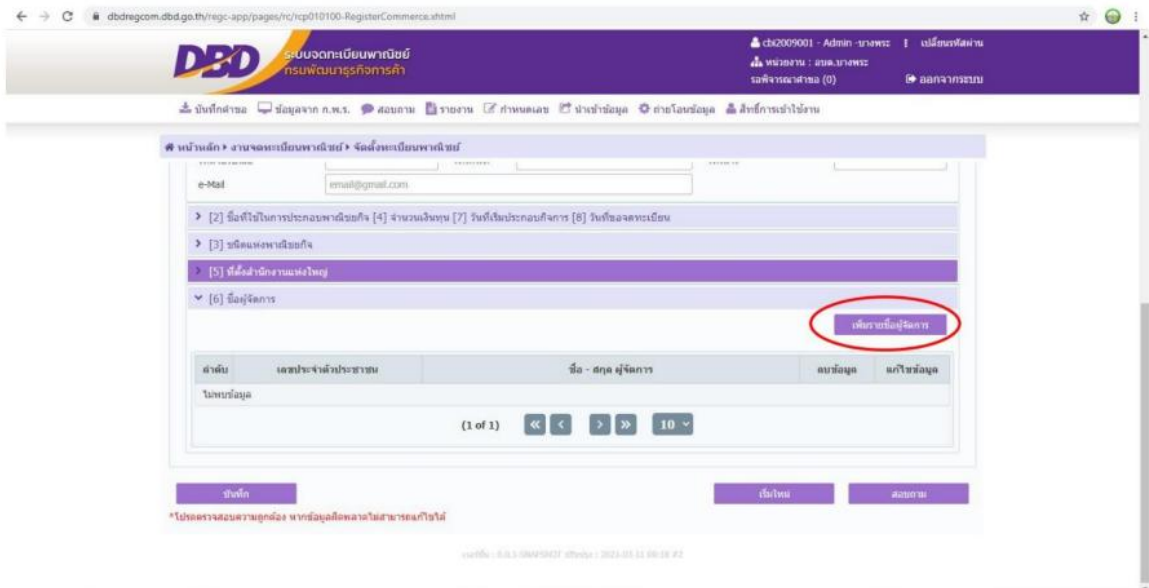 dbdregcom.dbd.go.th/regc-app/pages/rc/rcp010100-RegisterCommerce.xhtml
DBD
ระบบจดทะเบียนพาณิชย์
กรมพัฒนาธุรกิจการค้า
cbi2009001 - Admin -บางพระ | เปลี่ยนรหัสผ่าน
หน่วยงาน : อบต.บางพระ
รอพิจารณาคำขอ (0) ออกจากระบบ
บันทึกคำขอ ข้อมูลจาก ก.พ.ร. สอบถาม รายงาน กำหนดเลข นำเข้าข้อมูล ถ่ายโอนข้อมูล สิทธิ์การเข้าใช้งาน
หน้าหลัก › งานจดทะเบียนพาณิชย์ › จัดตั้งทะเบียนพาณิชย์
e-Mail email@gmail.com
[2] ชื่อที่ใช้ในการประกอบพาณิชยกิจ [4] จำนวนเงินทุน [7] วันที่เริ่มประกอบกิจการ [8] วันที่ขอจดทะเบียน
[3] ชนิดแห่งพาณิชยกิจ
[5] ที่ตั้งสำนักงานแห่งใหญ่
[6] ชื่อผู้จัดการ
เพิ่มรายชื่อผู้จัดการ
ลำดับ เลขประจำตัวประชาชน ชื่อ - สกุล ผู้จัดการ ลบข้อมูล แก้ไขข้อมูล
ไม่พบข้อมูล
(1 of 1) « < > » 10
บันทึก เริ่มใหม่ สอบถาม
*โปรดตรวจสอบความถูกต้อง หากข้อมูลผิดพลาดไม่สามารถแก้ไขได้